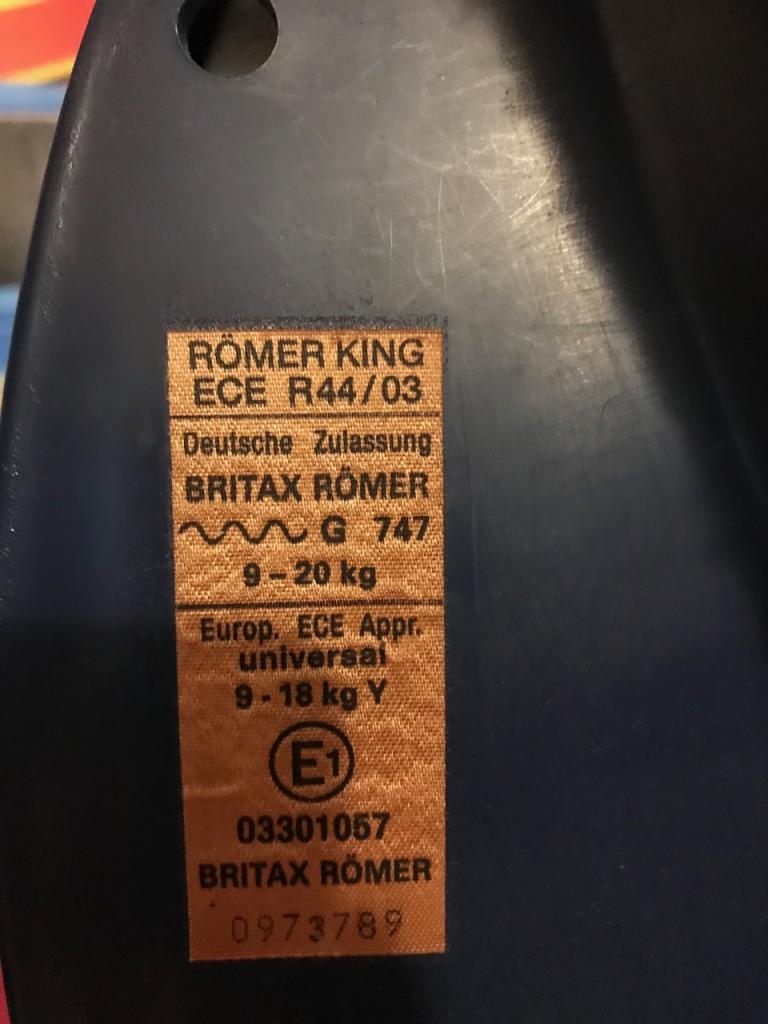 RÖMER KING
ECE R44/03
Deutsche Zulassung
BRITAX RÖMER
G 747
9 – 20 kg
Europ. ECE Appr.
universal
9 - 18 kg Y
E1
03301057
BRITAX RÖMER
0973789